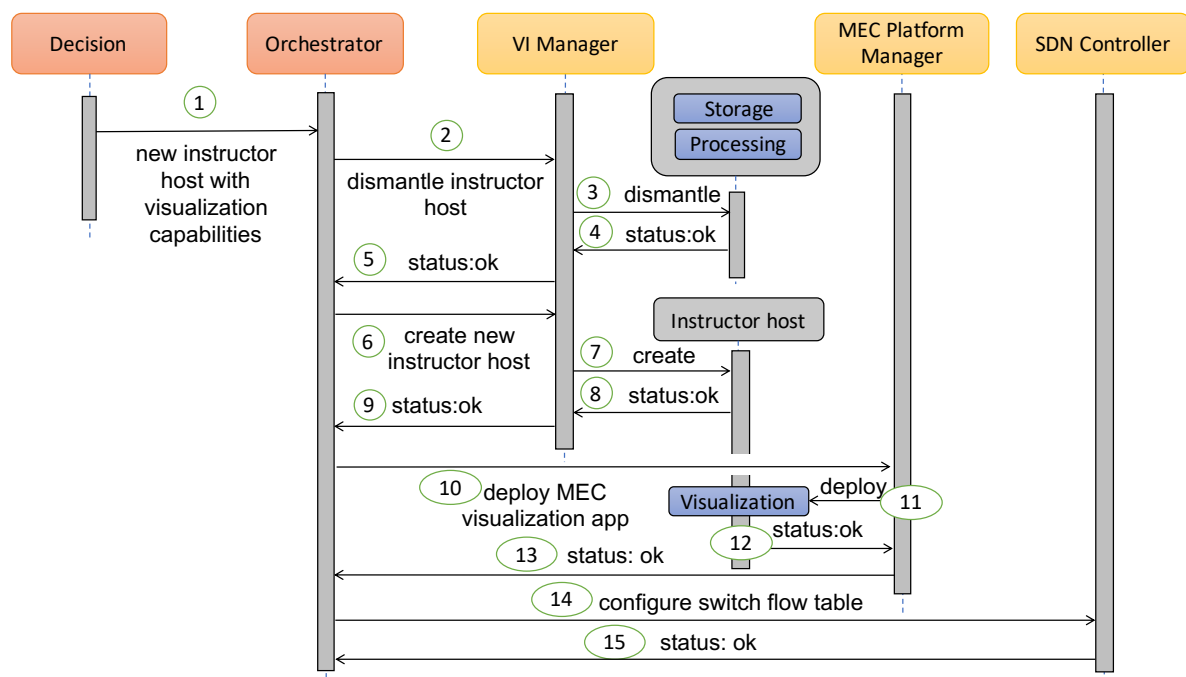 Decision
Orchestrator
VI Manager
MEC Platform
Manager
SDN Controller
Storage
Processing
1
new instructor
host with
visualization
capabilities
2
dismantle instructor
host
3 dismantle
4 status:ok
5 status:ok
Instructor host
6 create new
instructor host
7 create
8 status:ok
9 status:ok
10 deploy MEC
visualization app
deploy 11
Visualization
12 status:ok
13 status: ok
14 configure switch flow table
15 status: ok